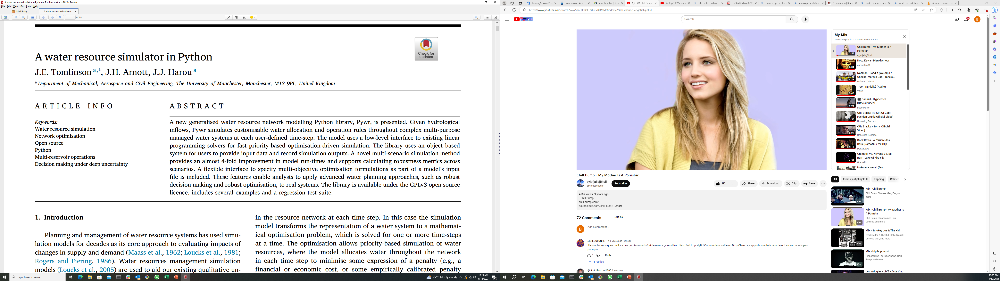 A water resource simulator in Python - Tomlinson et al. - 2020 - Zotero
File Edit View Go Tools Help
My Library
A water resource simulator i...
1 of 18
Check for
updates
A water resource simulator in Python
J.E. Tomlinson a,*, J.H. Arnott, J.J. Harou a
a Department of Mechanical, Aerospace and Civil Engineering, The University of Manchester, Manchester, M13 9PL, United Kingdom
ARTICLE INFO
Keywords:
Water resource simulation
Network optimisation
Open source
Python
Multi-reservoir operations
Decision making under deep uncertainty
ABSTRACT
A new generalised water resource network modelling Python library, Pywr, is presented. Given hydrological
inflows, Pywr simulates customisable water allocation and operation rules throughout complex multi-purpose
managed water systems at each user-defined time-step. The model uses a low-level interface to existing linear
programming solvers for fast priority-based optimisation-driven simulation. The library uses an object based
system for users to provide input data and record simulation outputs. A novel multi-scenario simulation method
provides an almost 4-fold improvement in model run-times and supports calculating robustness metrics across
scenarios. A flexible interface to specify multi-objective optimisation formulations as part of a model's input
file is included. These features enable analysts to apply advanced water planning approaches, such as robust
decision making and robust optimisation, to real systems. The library is available under the GPLv3 open source
licence, includes several examples and a regression test suite.
1. Introduction
Planning and management of water resource systems has used simu-
lation models for decades as its core approach to evaluating impacts of
changes in supply and demand (Maass et al., 1962; Loucks et al., 1981;
Rogers and Fiering, 1986). Water resources management simulation
models (Loucks et al., 2005) are used to aid our existing qualitative un-
in the resource network at each time step. In this case the simulation
model transforms the representation of a water system to a mathemat-
ical optimisation problem, which is solved for one or more time-steps
at a time. The optimisation allows priority-based simulation of water
resources, where the model allocates water throughout the network
in each time step to minimise some expression of a penalty (e.g., a
financial or economic cost, or some empirically calibrated penalty
Type here to search
25°C Mostly cloudy
10:25 AM
9/12/2023
TrainingSession01.p
Notebooks - Azure
Your Timeline | Rese
(6) Chill Bump
(6) Top 10 Warhamm
alternative to bash
159869UMass2023
demeter persephon
umass presentation
Presentation | Bran
code base of a mod
what is a codebase
A water resource si
https://www.youtube.com/watch?v=wAaoLH5RsFE&list=RDMM&index=2&ab_channel=eyjafjallajökull
Search
6
B
Chill Bump - My Mother Is A Pornstar
eyjafjallajökull
366 subscribers
Subscribe
2K
Share
Download
Clip
Save
460K views 9 years ago
• Chill Bump
chill-bump.com/
soundcloud.com/chill-bump ...more
72 Comments
Sort by
B
Add a comment...
@DIEGOLUNFERTA 6 years ago (edited)
J'adore les musiques ou il y a des gémissements/cri de meufs ça rend trop bien c'est trop stylé ! Comme dans selfie ou Dirty Claus . ça apporte une fraicheur de ouf au son je sais pas
pourquoi
1
Reply
4 replies
@dimitribodzan1166 7 years ago
My Mix
Mixes are playlists Youtube makes for you
3:54
Chill Bump - My Mother Is A
Pornstar
eyjafjallajökull
5:04
Dooz Kawa - Dieu d'Amour
osecretan81
4:28
Naâman - Load It (We All) Ft.
Cheeko, Marcus Gad, Francis,...
Naâman Official
3:48
Tryo - Ta réalité (Audio)
TRYO
5:05
Danakil - Hypocrites
[Official Video]
Baco Music
3:56
Otis Stacks (ft. Gift Of Gab) -
Fashion Drunk [Official Video]
Underdog Records
3:22
Otis Stacks - Sorry [Official
Video]
Underdog Records
5:18
Dooz Kawa - À l'arrière des
Bars (Narcozik # 2) [Clip...
Dooz Kawa
4:52
Gramatik Vs. Nirvana Vs. Bill
Burr - Lake Of Fire Flip
Gramatik
Naâman - We all (feat.
All
From eyjafjallajökull
Rapping
Related
Mix - Chill Bump
Chill Bump, Chinese Man, Ex-I, and
more
Mix - Chill Bump - My Mother Is
A Pornstar
Chill Bump, Hippocampe Fou,
Cadillac, and more
Mix - Smokey Joe & The Kid
Smokey Joe & The Kid, Blake Worrell,
Chinese Man, and more
Mix - Hip hop music
Hippocampe Fou, Dooz Kawa, Chill
Bump, and more
Les Wriggles - LIVE - Acte V au
10:25 AM
9/12/2023